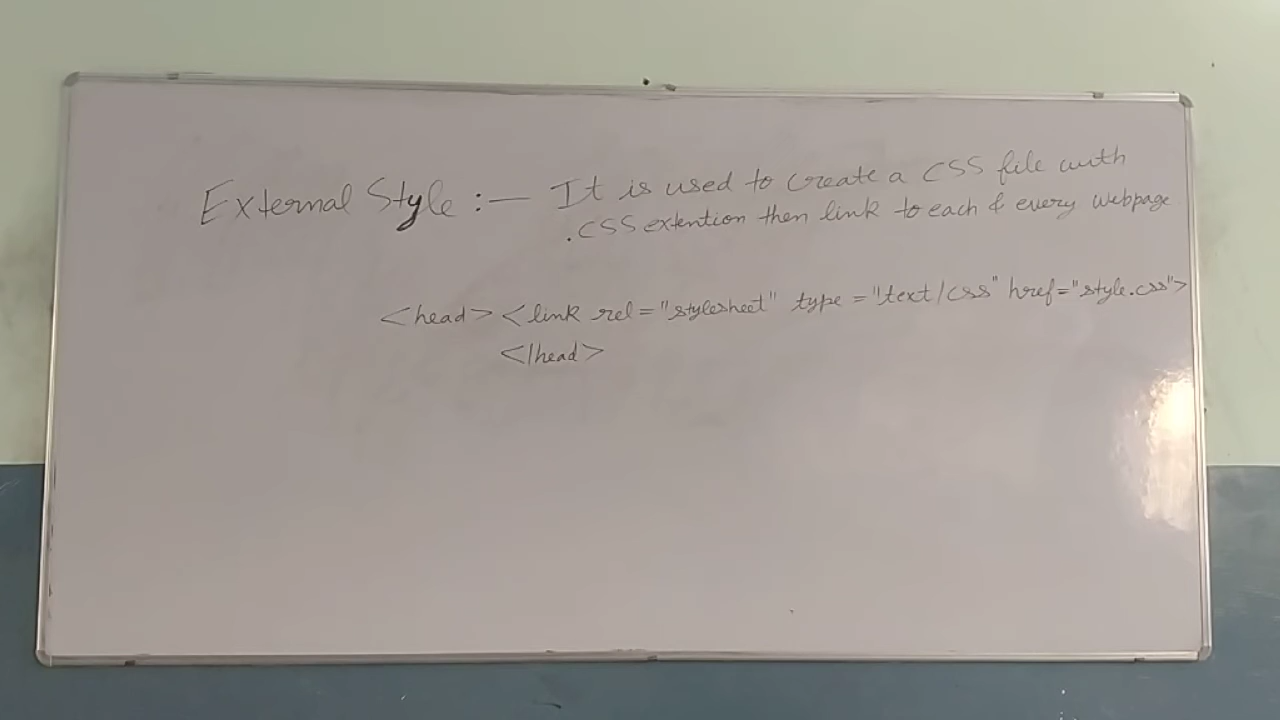 External Style :— It is used to create a CSS file with
.CSS extention then link to each & every webpage
<head> <link rel = "stylesheet" type = "text/css" href="style.css">
</head>